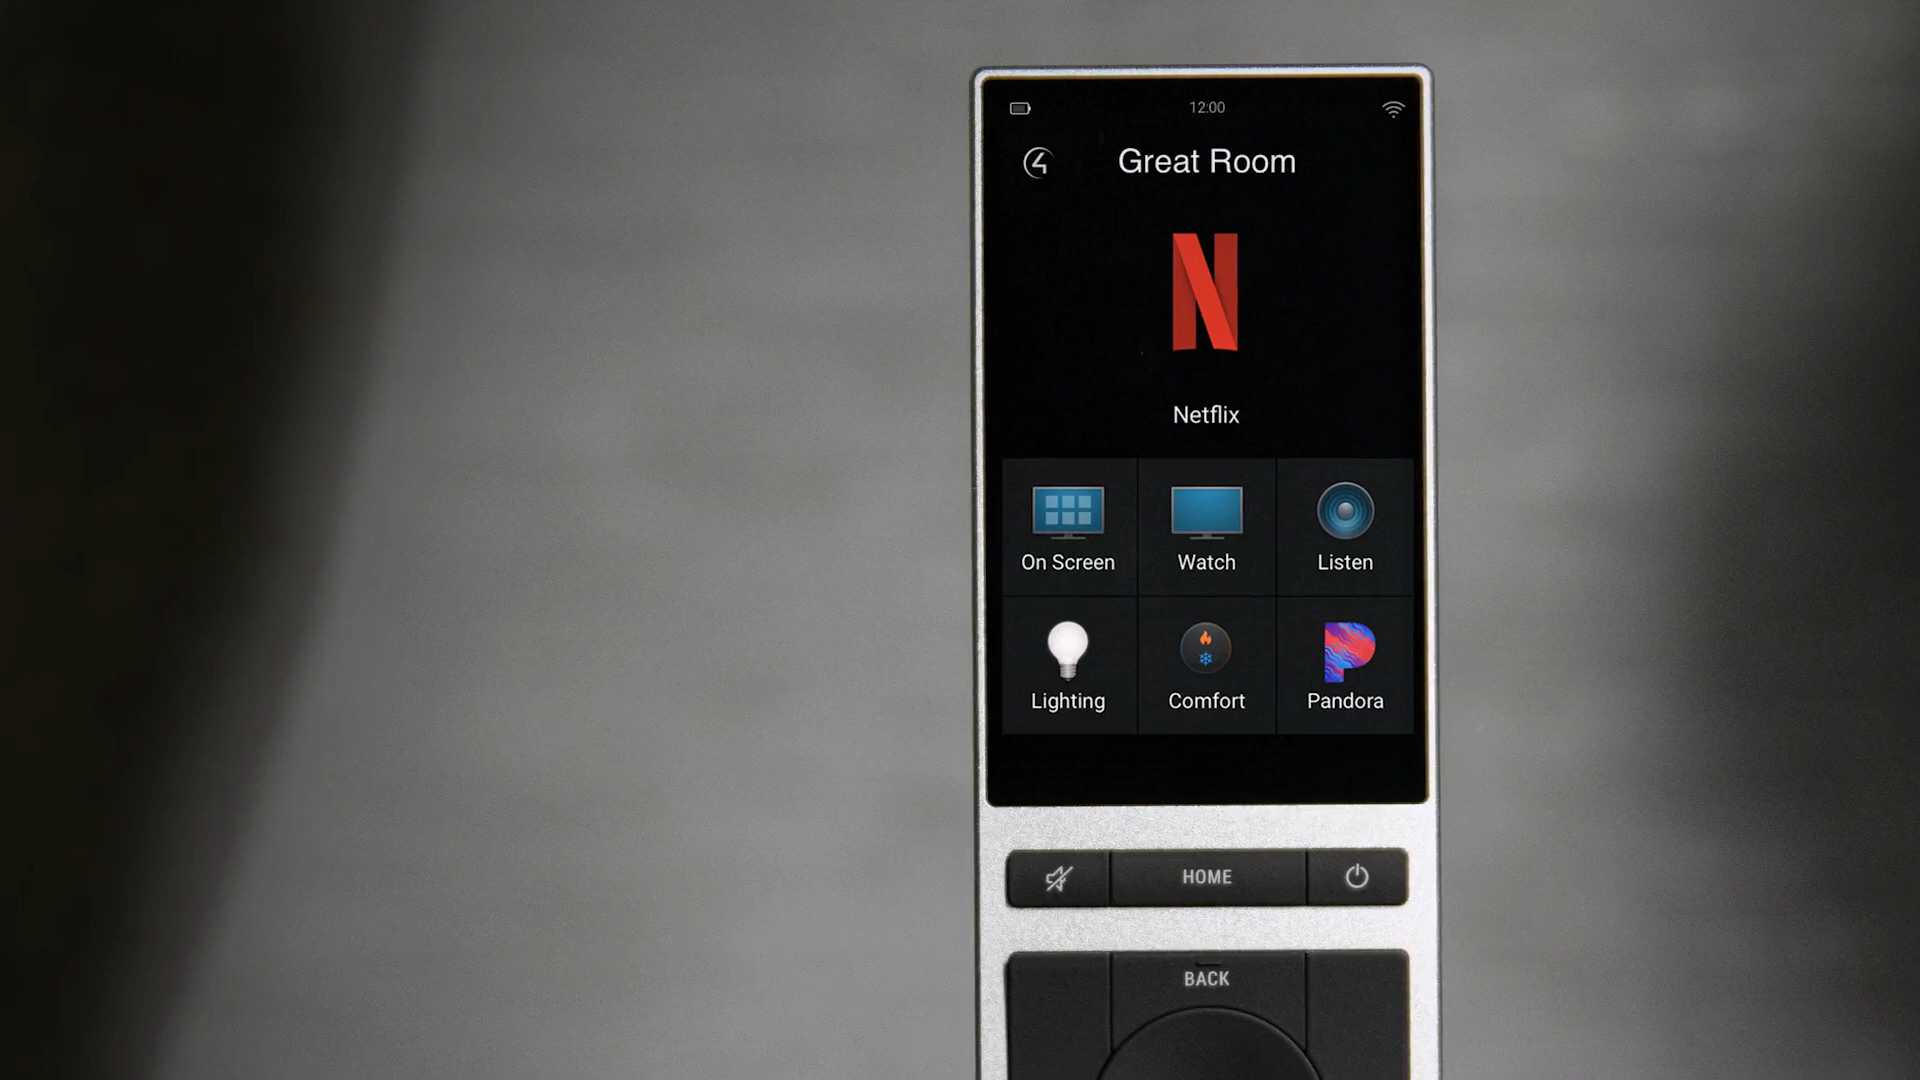 12:00
Great Room
Netflix
On Screen
Watch
Listen
Lighting
Comfort
Pandora
HOME
BACK